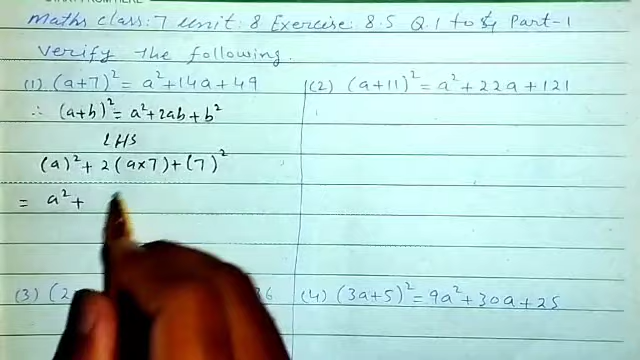 Maths class:7 unit:8 Exercise:8.5 Q.1 to 4 Part-1
Verify the following.
(1) (a+7)² = a²+14a+49
∴ (a+b)² = a²+2ab+b²
LHS
(a)² + 2(a×7)+(7)²
= a² +
(2) (a+11)² = a²+22a+121
(3) (2 36
(4) (3a+5)² = 9a²+30a+25